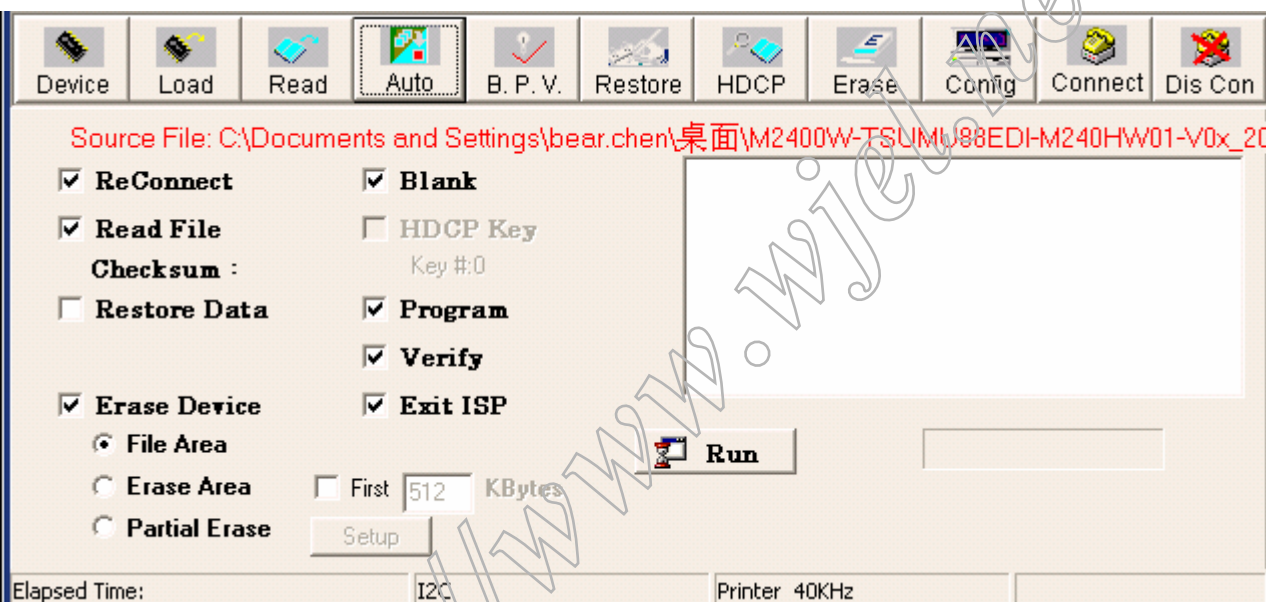 Device Load Read Auto B. P. V. Restore HDCP Erase Config Connect Dis Con
Source File: C:\Documents and Settings\bear.chen\桌面\M2400W-TSUMU88EDI-M240HW01-V0x_20
ReConnect Blank
Read File HDCP Key
Checksum : Key #:0
Restore Data Program
Verify
Erase Device Exit ISP
File Area
Run
Erase Area First 512 KBytes
Partial Erase Setup
Elapsed Time: I2C Printer 40KHz
//www.wjel.ne